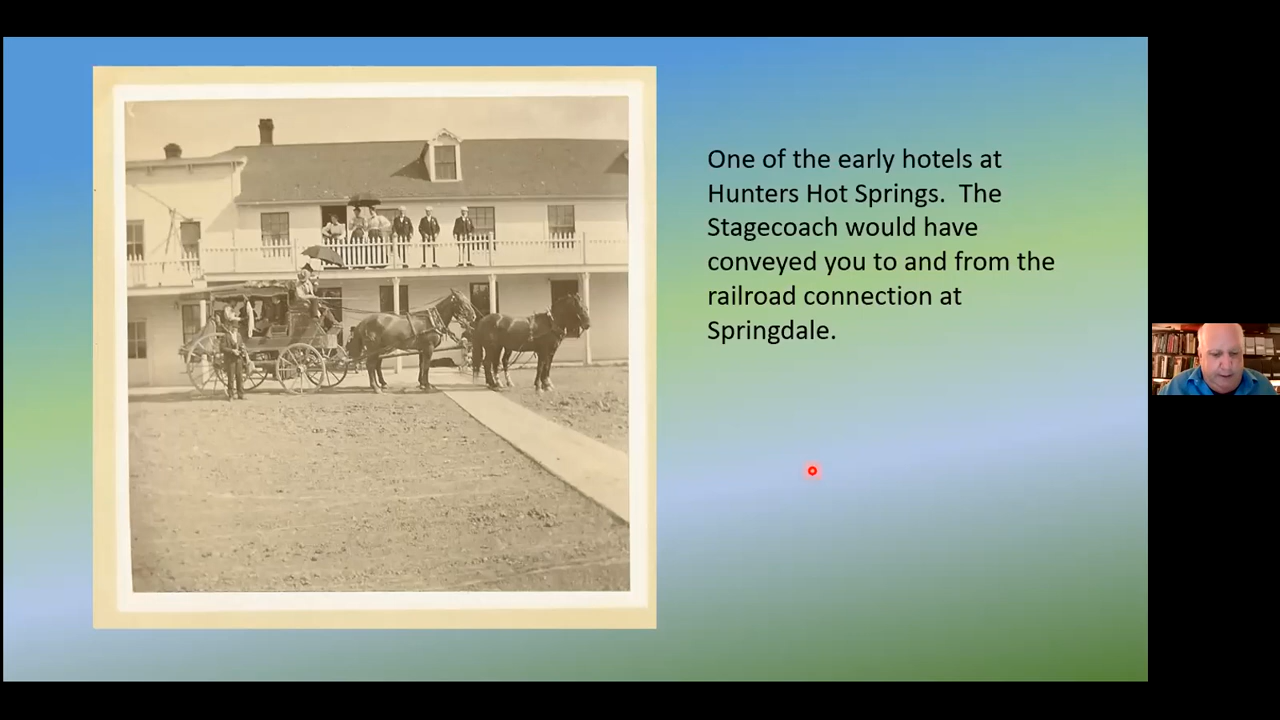 One of the early hotels at
Hunters Hot Springs.  The
Stagecoach would have
conveyed you to and from the
railroad connection at
Springdale.